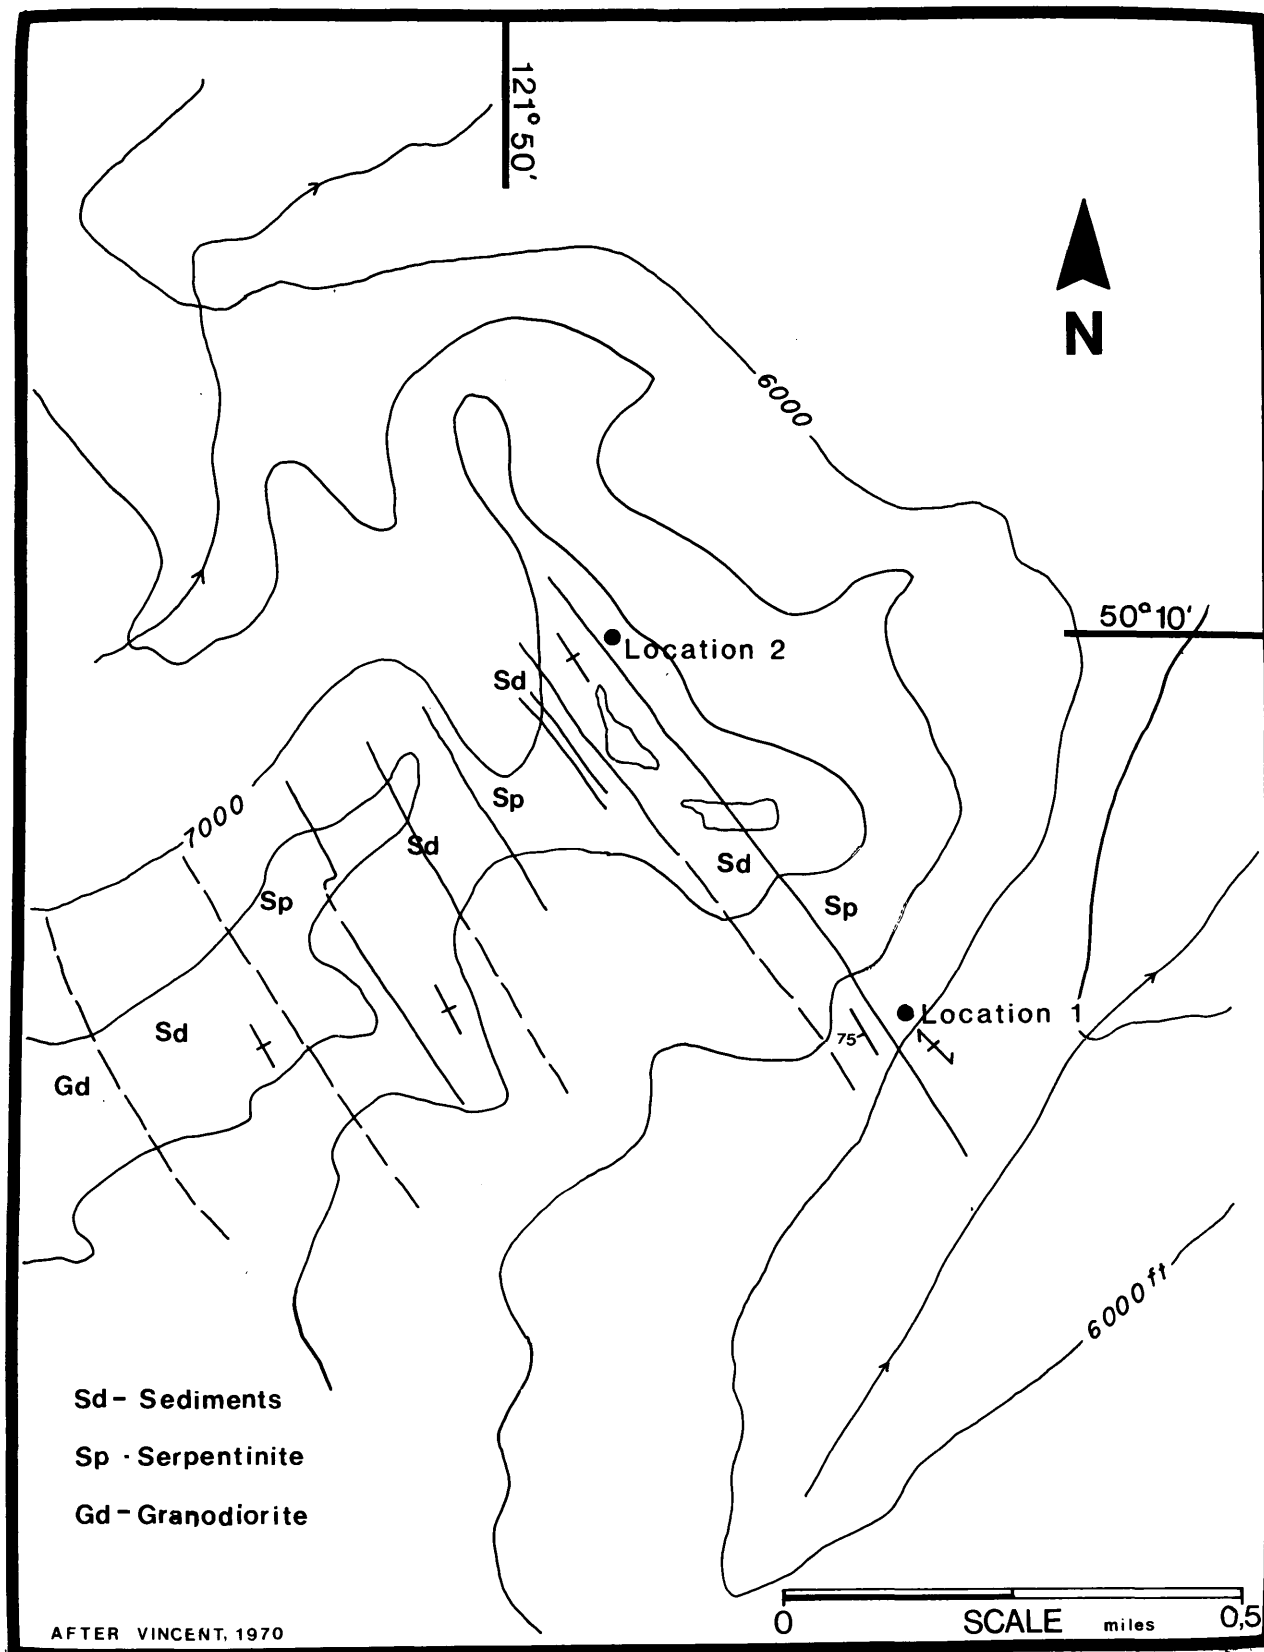 121°50'
N
6000
50°10'
Location 2
Sd
Sp
7000
Sd
Sd
Sp
Sp
Location 1
75
Sd
Gd
6000 ft
Sd - Sediments
Sp - Serpentinite
Gd - Granodiorite
0 SCALE miles 0,5
AFTER VINCENT, 1970